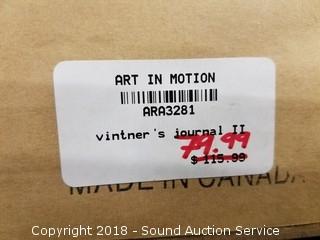 ART IN MOTION
ARA3281
vintner's journal II
79.99
$ 115.99
MADE IN CANADA
Copyright 2018 - Sound Auction Service